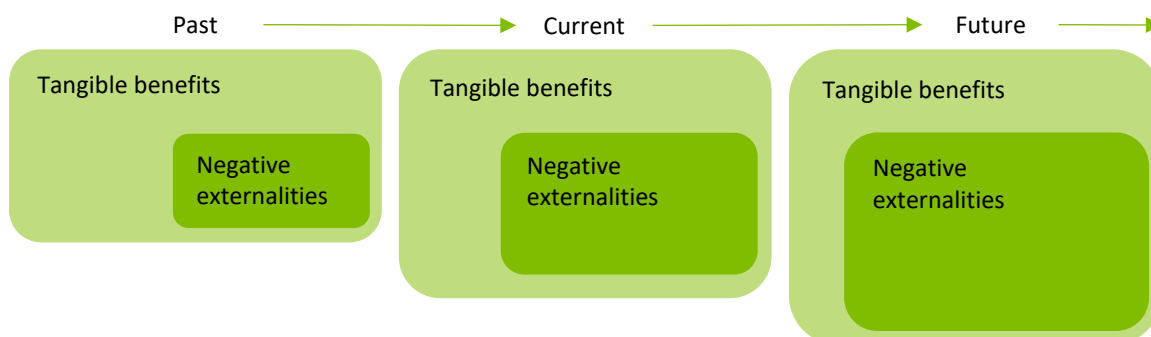 Past
Current
Future
Tangible benefits
Negative
externalities
Tangible benefits
Negative
externalities
Tangible benefits
Negative
externalities